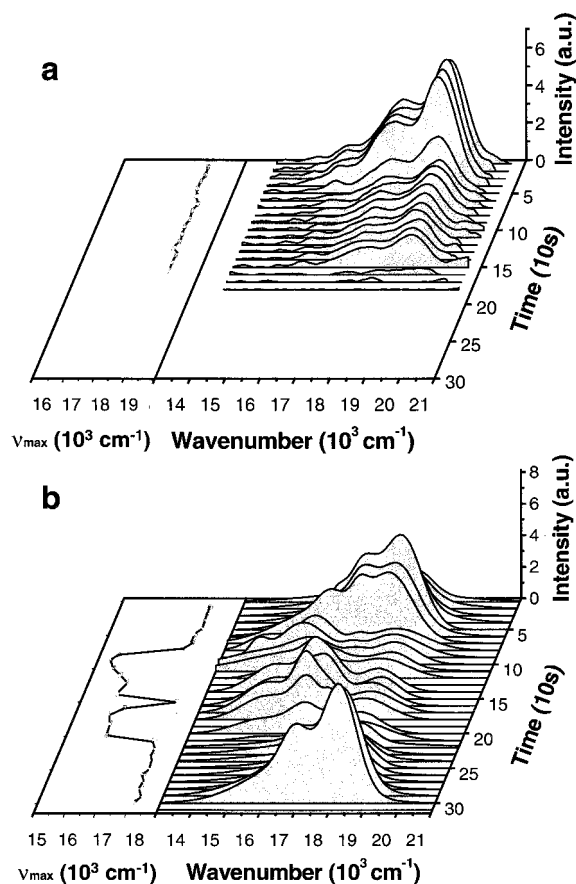 a
6
4
2
0
Intensity (a.u.)
5
10
15
20
25
30
Time (10s)
16 17 18 19 14 15 16 17 18 19 20 21
νmax (10³ cm⁻¹) Wavenumber (10³ cm⁻¹)
b
8
4
0
Intensity (a.u.)
5
10
15
20
25
30
Time (10s)
15 16 17 18 14 15 16 17 18 19 20 21
νmax (10³ cm⁻¹) Wavenumber (10³ cm⁻¹)